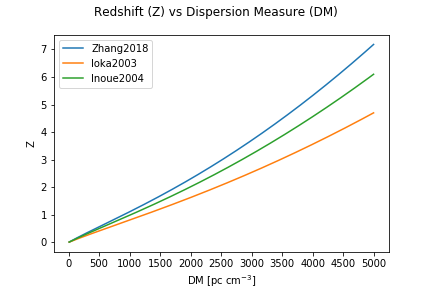 Redshift (Z) vs Dispersion Measure (DM)
Zhang2018
Ioka2003
Inoue2004
7
6
5
4
3
2
1
0
Z
0 500 1000 1500 2000 2500 3000 3500 4000 4500 5000
DM [pc cm⁻³]